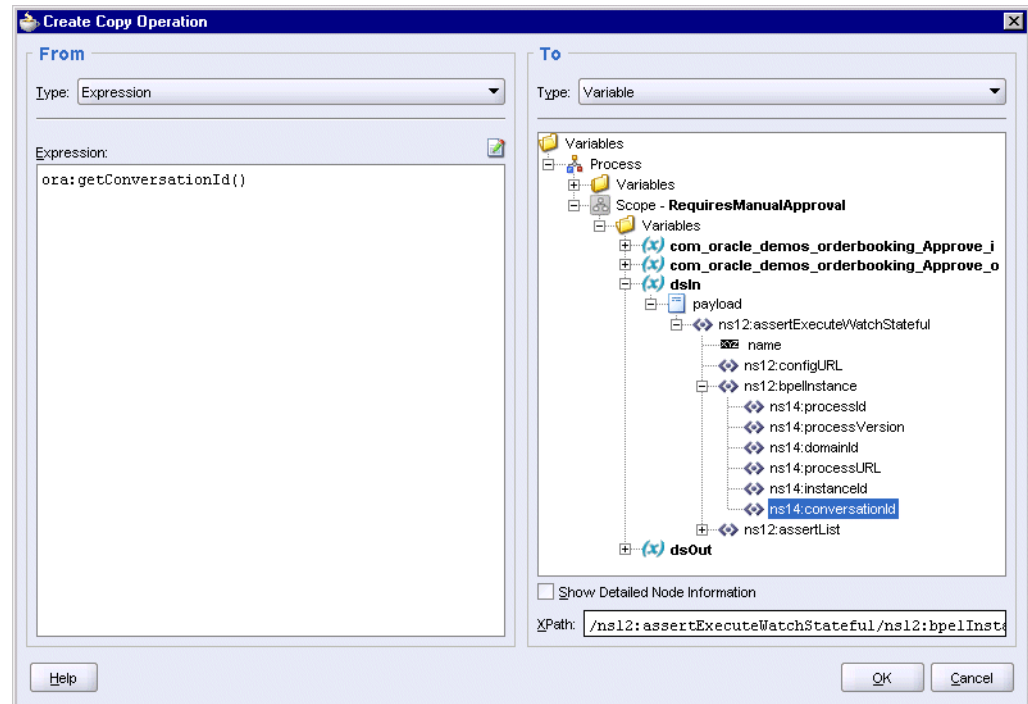 Create Copy Operation
From
Type: Expression
Expression:
ora:getConversationId()
To
Type: Variable
Variables
Process
Variables
Scope - RequiresManualApproval
Variables
(x) com_oracle_demos_orderbooking_Approve_i
(x) com_oracle_demos_orderbooking_Approve_o
(x) dsIn
payload
ns12:assertExecuteWatchStateful
XYZ name
ns12:configURL
ns12:bpelInstance
ns14:processId
ns14:processVersion
ns14:domainId
ns14:processURL
ns14:instanceId
ns14:conversationId
ns12:assertList
(x) dsOut
Show Detailed Node Information
XPath: /ns12:assertExecuteWatchStateful/ns12:bpelInsta
Help
OK Cancel